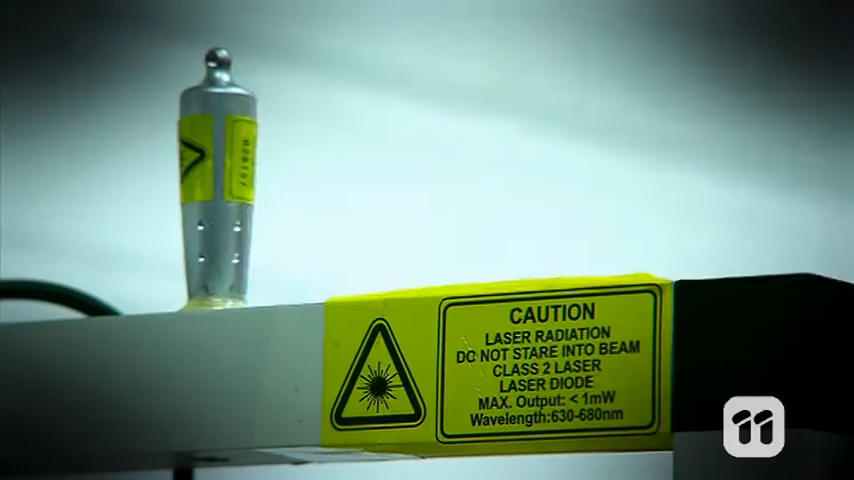 CAUTION
LASER RADIATION
DO NOT STARE INTO BEAM
CLASS 2 LASER
LASER DIODE
MAX. Output: <1mW
Wavelength:630-680nm
11